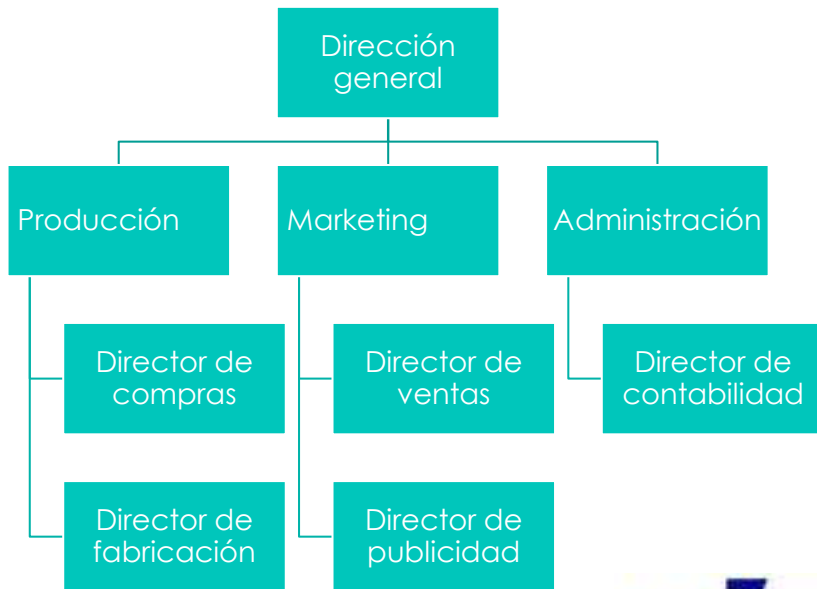 Dirección
general
Producción
Marketing
Administración
Director de
compras
Director de
ventas
Director de
contabilidad
Director de
fabricación
Director de
publicidad